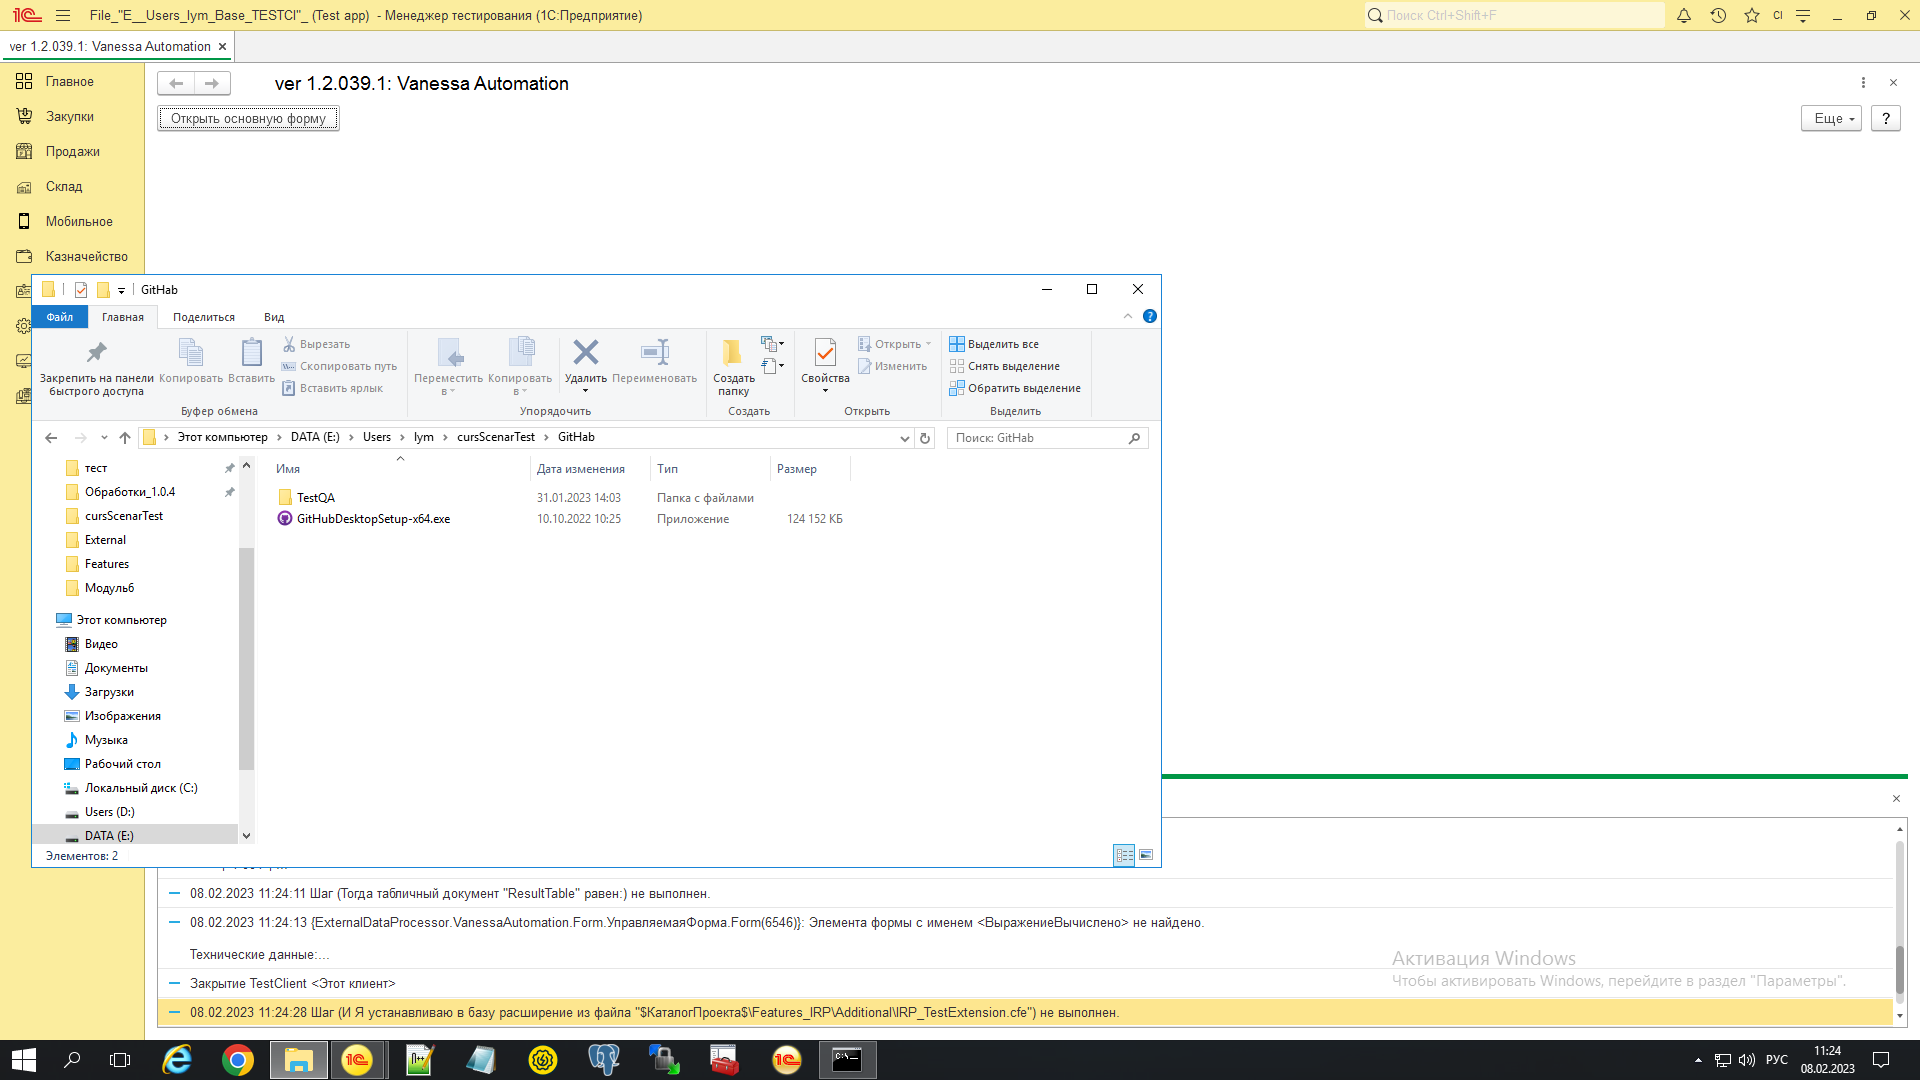 File_"E__Users_lym_Base_TESTCI"_ (Test app) - Менеджер тестирования (1С:Предприятие)
Поиск Ctrl+Shift+F
CI
ver 1.2.039.1: Vanessa Automation
Главное
Закупки
Продажи
Склад
Мобильное
Казначейство
ver 1.2.039.1: Vanessa Automation
Открыть основную форму
Еще
?
GitHab
Файл
Главная
Поделиться
Вид
Закрепить на панели быстрого доступа
Копировать
Вставить
Вырезать
Скопировать путь
Вставить ярлык
Буфер обмена
Переместить в
Копировать в
Удалить
Переименовать
Упорядочить
Создать папку
Создать
Свойства
Открыть
Изменить
Открыть
Выделить все
Снять выделение
Обратить выделение
Выделить
Этот компьютер > DATA (E:) > Users > lym > cursScenarTest > GitHab
Поиск: GitHab
тест
Обработки_1.0.4
cursScenarTest
External
Features
Модуль6
Этот компьютер
Видео
Документы
Загрузки
Изображения
Музыка
Рабочий стол
Локальный диск (C:)
Users (D:)
DATA (E:)
Имя Дата изменения Тип Размер
TestQA 31.01.2023 14:03 Папка с файлами
GitHubDesktopSetup-x64.exe 10.10.2022 10:25 Приложение 124 152 КБ
Элементов: 2
08.02.2023 11:24:11 Шаг (Тогда табличный документ "ResultTable" равен:) не выполнен.
08.02.2023 11:24:13 {ExternalDataProcessor.VanessaAutomation.Form.УправляемаяФорма.Form(6546)}: Элемента формы с именем <ВыражениеВычислено> не найдено.
Технические данные:...
Закрытие TestClient <Этот клиент>
08.02.2023 11:24:28 Шаг (И Я устанавливаю в базу расширение из файла "$КаталогПроекта$\Features_IRP\Additional\IRP_TestExtension.cfe") не выполнен.
Активация Windows
Чтобы активировать Windows, перейдите в раздел "Параметры".
РУС
11:24
08.02.2023